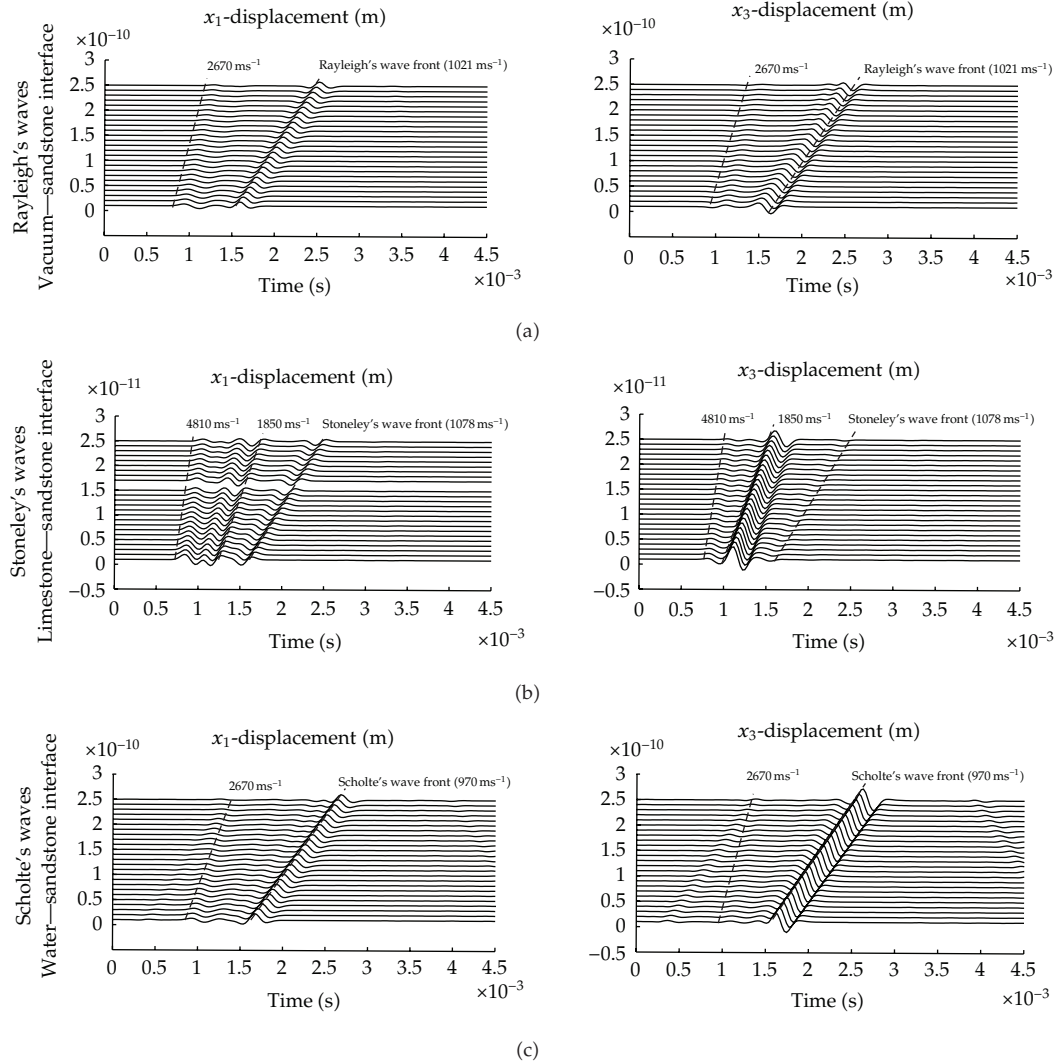 x₁-displacement (m)
×10−10
3
2.5
2
1.5
1
0.5
0
Rayleigh's waves
Vacuum—sandstone interface
2670 ms−1
Rayleigh's wave front (1021 ms−1)
0 0.5 1 1.5 2 2.5 3 3.5 4 4.5
×10−3
Time (s)
x₃-displacement (m)
×10−10
3
2.5
2
1.5
1
0.5
0
2670 ms−1
Rayleigh's wave front (1021 ms−1)
0 0.5 1 1.5 2 2.5 3 3.5 4 4.5
×10−3
Time (s)
(a)
x₁-displacement (m)
×10−11
3
2.5
2
1.5
1
0.5
0
−0.5
Stoneley's waves
Limestone—sandstone interface
4810 ms−1
1850 ms−1
Stoneley's wave front (1078 ms−1)
0 0.5 1 1.5 2 2.5 3 3.5 4 4.5
×10−3
Time (s)
x₃-displacement (m)
×10−11
3
2.5
2
1.5
1
0.5
0
−0.5
4810 ms−1
1850 ms−1
Stoneley's wave front (1078 ms−1)
0 0.5 1 1.5 2 2.5 3 3.5 4 4.5
×10−3
Time (s)
(b)
x₁-displacement (m)
×10−10
3
2.5
2
1.5
1
0.5
0
Scholte's waves
Water—sandstone interface
2670 ms−1
Scholte's wave front (970 ms−1)
0 0.5 1 1.5 2 2.5 3 3.5 4 4.5
×10−3
Time (s)
x₃-displacement (m)
×10−10
3
2.5
2
1.5
1
0.5
0
−0.5
2670 ms−1
Scholte's wave front (970 ms−1)
0 0.5 1 1.5 2 2.5 3 3.5 4 4.5
×10−3
Time (s)
(c)